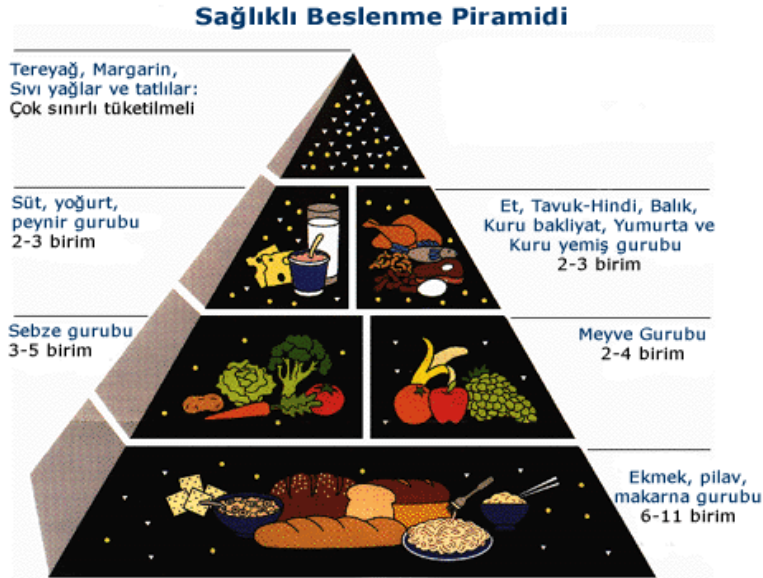 Sağlıklı Beslenme Piramidi
Tereyağ, Margarin,
Sıvı yağlar ve tatlılar:
Çok sınırlı tüketilmeli
Süt, yoğurt,
peynir gurubu
2-3 birim
Et, Tavuk-Hindi, Balık,
Kuru bakliyat, Yumurta ve
Kuru yemiş gurubu
2-3 birim
Sebze gurubu
3-5 birim
Meyve Gurubu
2-4 birim
Ekmek, pilav,
makarna gurubu
6-11 birim